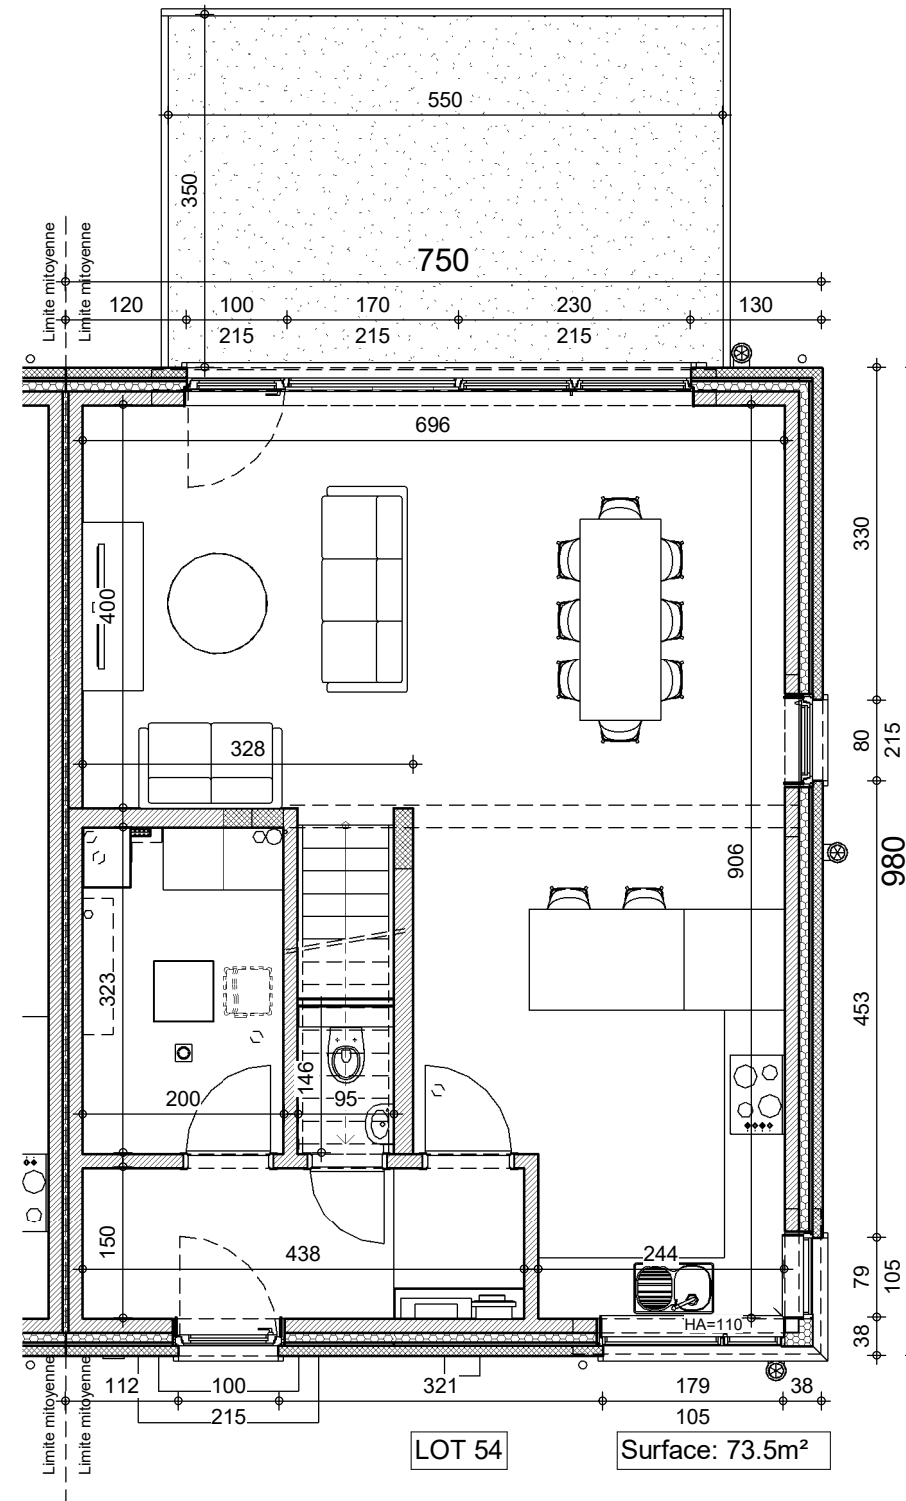 550
350
Limite mitoyenne
Limite mitoyenne
750
120 100 170 230 130
215 215 215
696
330
400
80
215
328
906
980
323
453
146
200 95
150
438 244
79
105
HA=110
38
112 100 321 179 38
215 105
Limite mitoyenne
Limite mitoyenne
LOT 54 Surface: 73.5m²